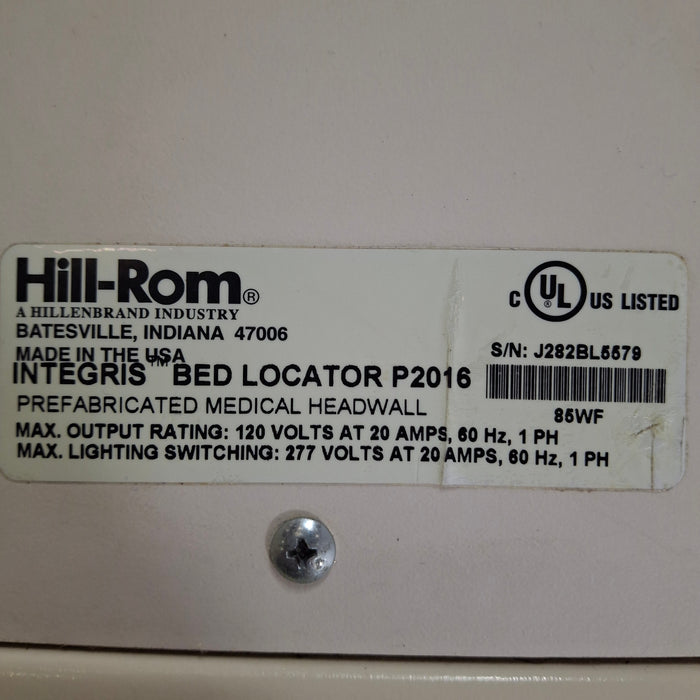 Hill-Rom®
A HILLENBRAND INDUSTRY
BATESVILLE, INDIANA 47006
MADE IN THE USA
C UL® US LISTED
S/N: J282BL5579
INTEGRIS™ BED LOCATOR P2016
PREFABRICATED MEDICAL HEADWALL
85WF
MAX. OUTPUT RATING: 120 VOLTS AT 20 AMPS, 60 Hz, 1 PH
MAX. LIGHTING SWITCHING: 277 VOLTS AT 20 AMPS, 60 Hz, 1 PH